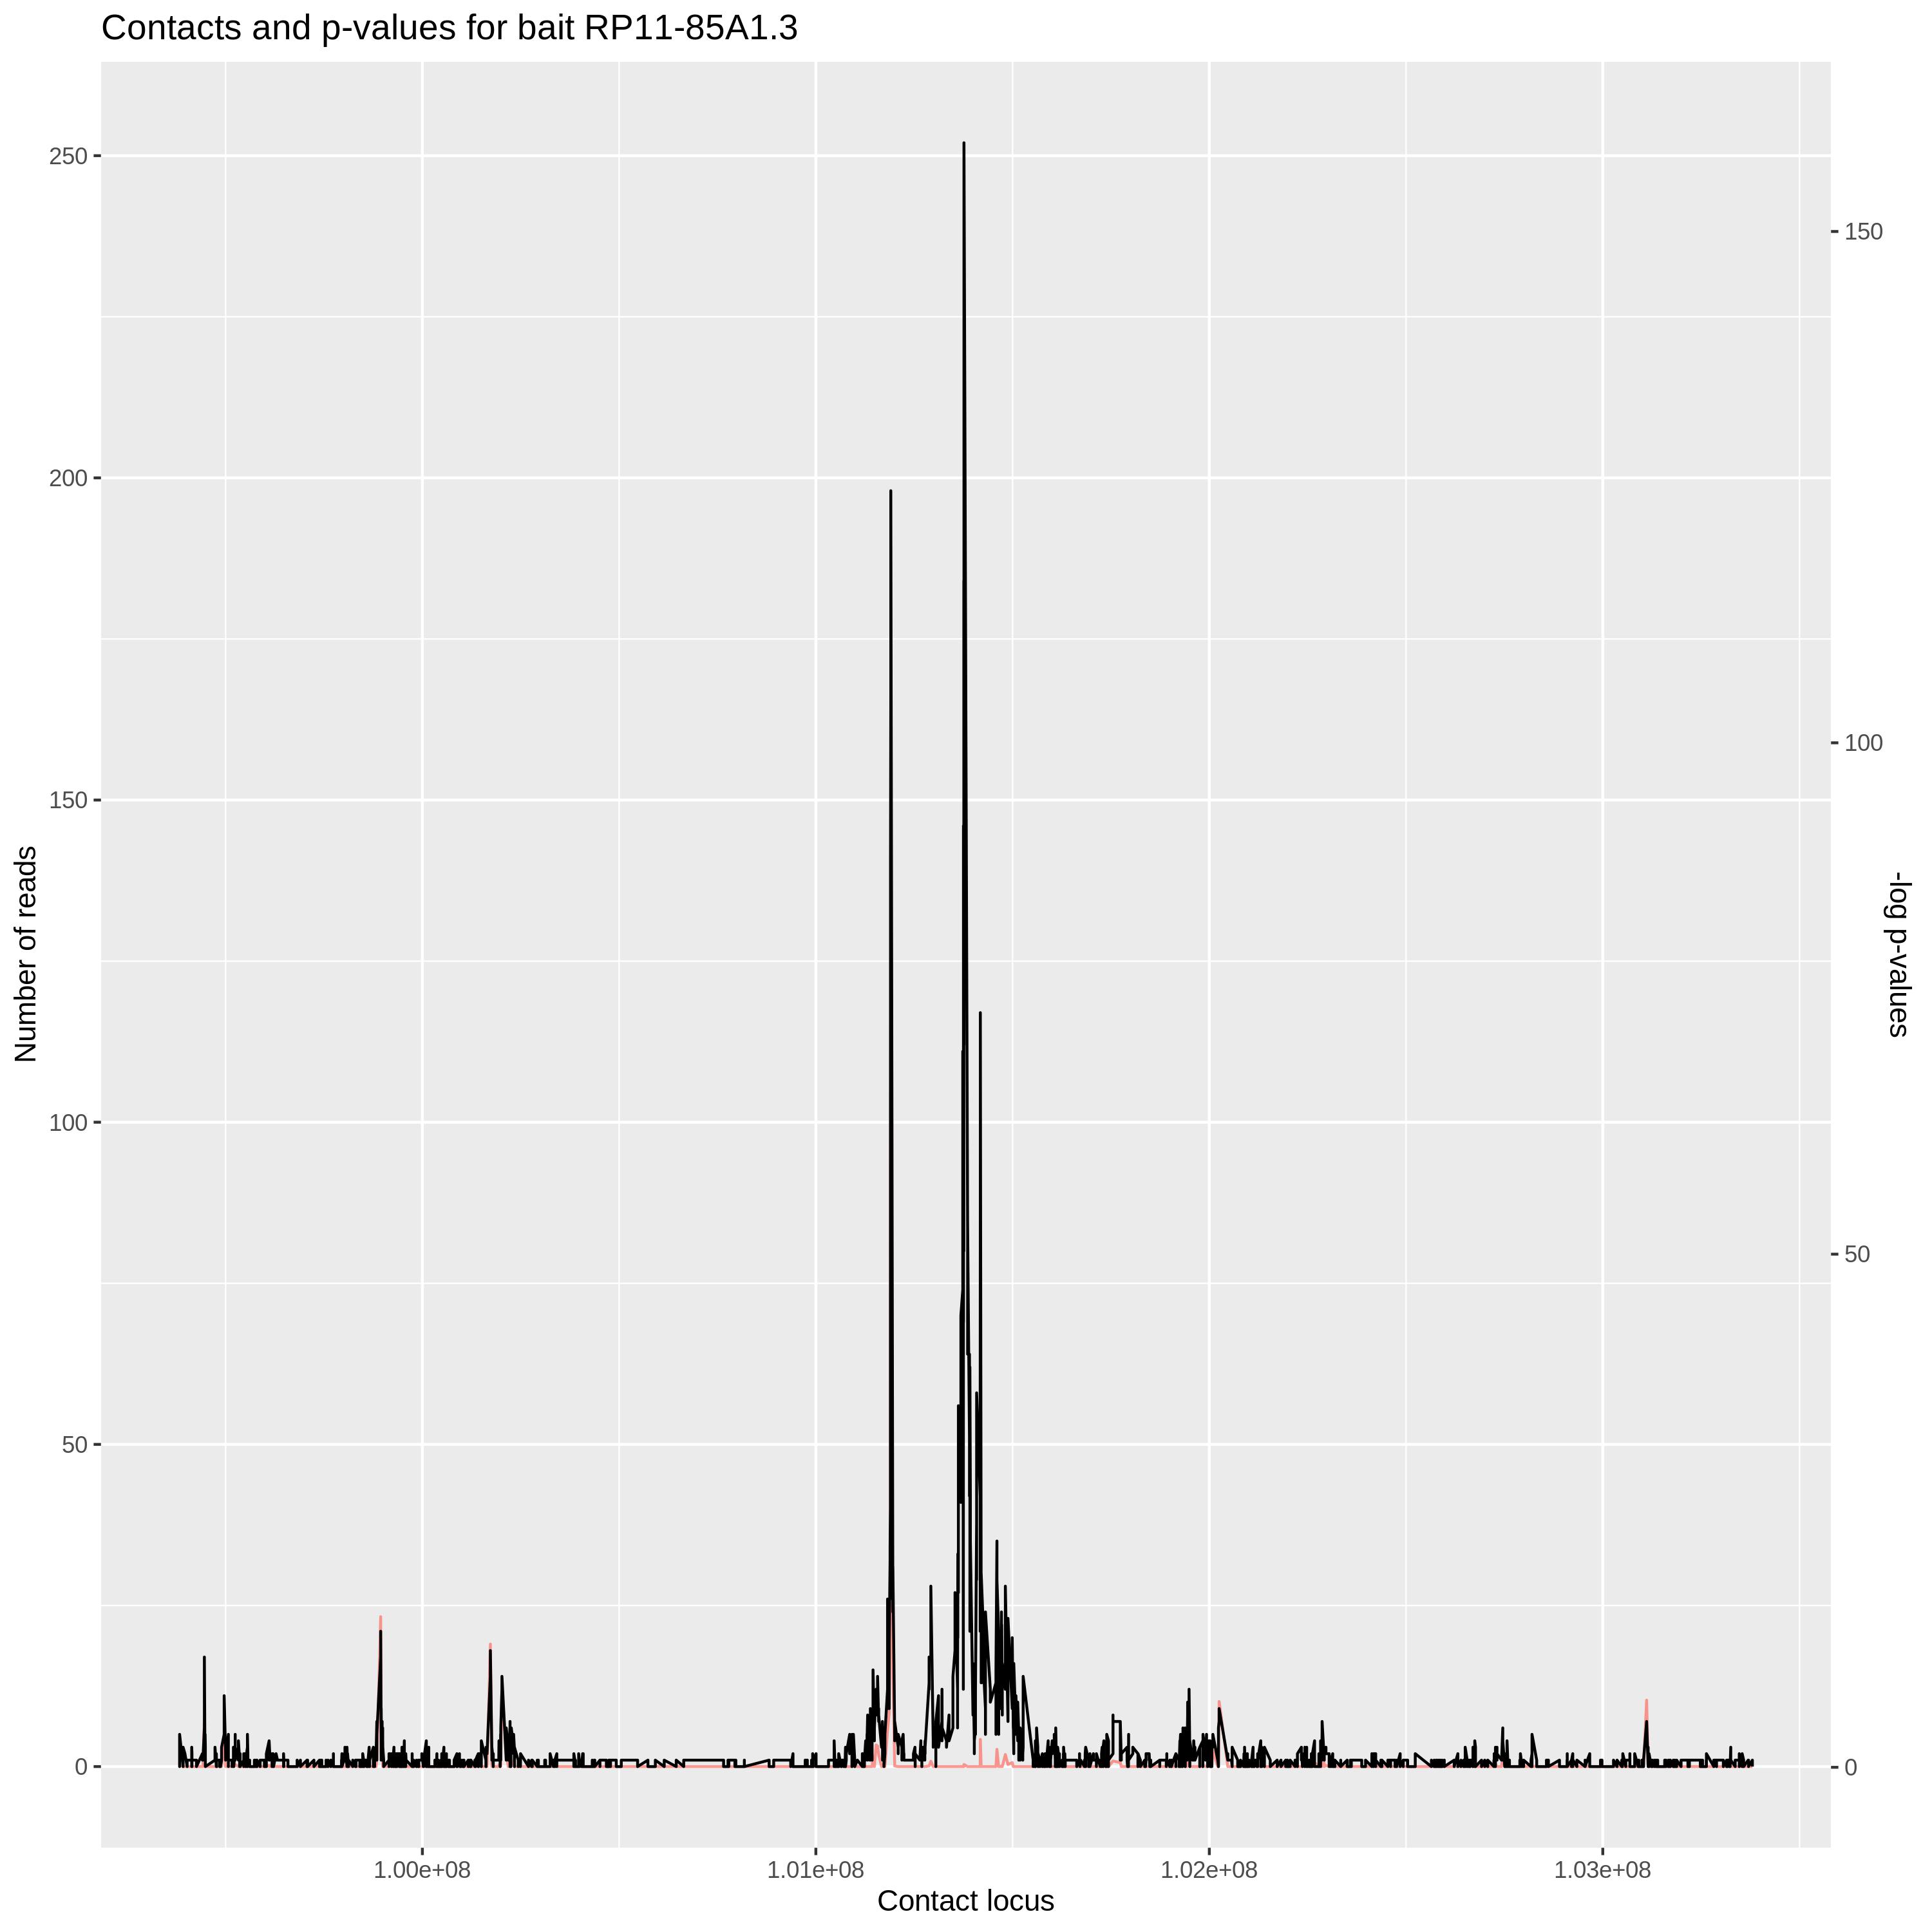 Contacts and p-values for bait RP11-85A1.3
250
200
150
100
50
0
Number of reads
150
100
50
0
-log p-values
1.00e+08
1.01e+08
1.02e+08
1.03e+08
Contact locus